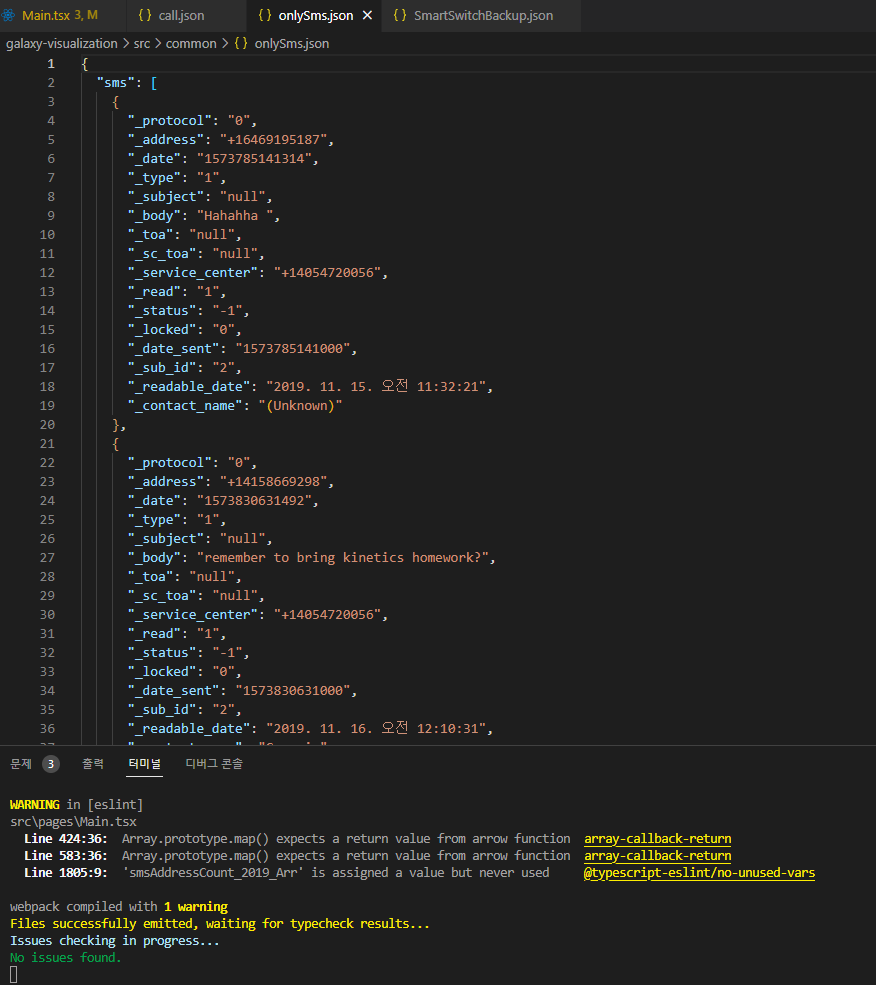 Main.tsx 3, M {} call.json {} onlySms.json × {} SmartSwitchBackup.json
galaxy-visualization > src > common > {} onlySms.json
1 {
2 "sms": [
3 {
4 "_protocol": "0",
5 "_address": "+16469195187",
6 "_date": "1573785141314",
7 "_type": "1",
8 "_subject": "null",
9 "_body": "Hahahha ",
10 "_toa": "null",
11 "_sc_toa": "null",
12 "_service_center": "+14054720056",
13 "_read": "1",
14 "_status": "-1",
15 "_locked": "0",
16 "_date_sent": "1573785141000",
17 "_sub_id": "2",
18 "_readable_date": "2019. 11. 15. 오전 11:32:21",
19 "_contact_name": "(Unknown)"
20 },
21 {
22 "_protocol": "0",
23 "_address": "+14158669298",
24 "_date": "1573830631492",
25 "_type": "1",
26 "_subject": "null",
27 "_body": "remember to bring kinetics homework?",
28 "_toa": "null",
29 "_sc_toa": "null",
30 "_service_center": "+14054720056",
31 "_read": "1",
32 "_status": "-1",
33 "_locked": "0",
34 "_date_sent": "1573830631000",
35 "_sub_id": "2",
36 "_readable_date": "2019. 11. 16. 오전 12:10:31",
문제 3 출력 터미널 디버그 콘솔
WARNING in [eslint]
src\pages\Main.tsx
Line 424:36: Array.prototype.map() expects a return value from arrow function array-callback-return
Line 583:36: Array.prototype.map() expects a return value from arrow function array-callback-return
Line 1805:9: 'smsAddressCount_2019_Arr' is assigned a value but never used @typescript-eslint/no-unused-vars
webpack compiled with 1 warning
Files successfully emitted, waiting for typecheck results...
Issues checking in progress...
No issues found.